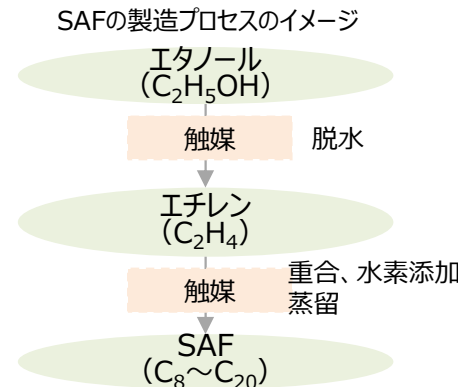 SAFの製造プロセスのイメージ
エタノール
(C₂H₅OH)
触媒 脱水
エチレン
(C₂H₄)
触媒 重合、水素添加
蒸留
SAF
(C₈～C₂₀)